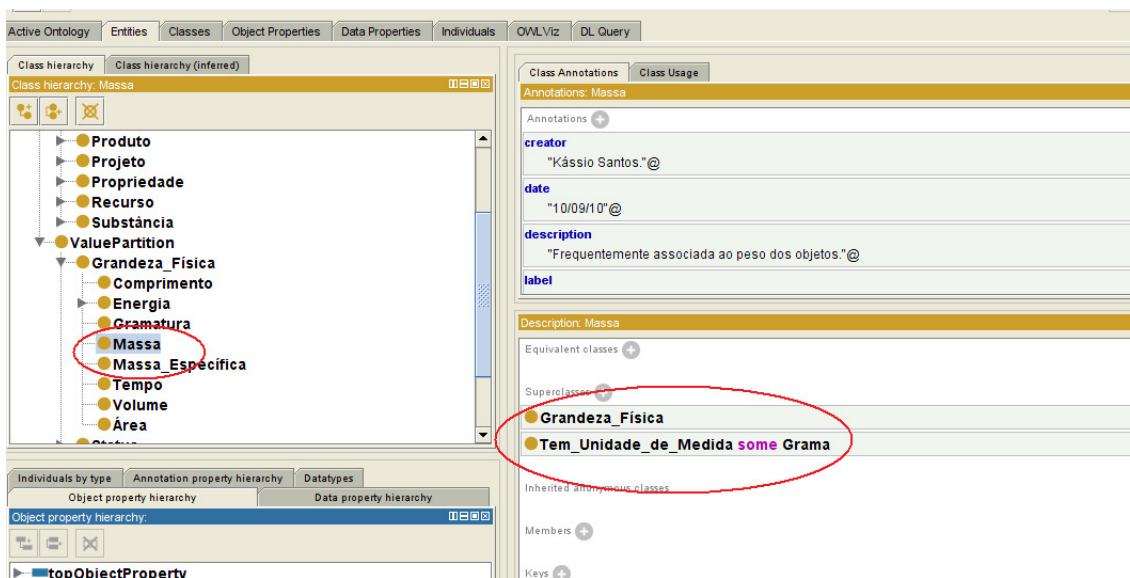 Active Ontology Entities Classes Object Properties Data Properties Individuals OWLViz DL Query
Class hierarchy Class hierarchy (inferred)
Class hierarchy: Massa
Produto
Projeto
Propriedade
Recurso
Substância
ValuePartition
Grandeza_Física
Comprimento
Energia
Gramatura
Massa
Massa_Específica
Tempo
Volume
Área
Individuals by type Annotation property hierarchy Datatypes
Object property hierarchy Data property hierarchy
Object property hierarchy:
topObjectProperty
Class Annotations Class Usage
Annotations: Massa
Annotations
creator
"Kássio Santos."@
date
"10/09/10"@
description
"Frequentemente associada ao peso dos objetos."@
label
Description: Massa
Equivalent classes
Superclasses
Grandeza_Física
Tem_Unidade_de_Medida some Grama
Inherited anonymous classes
Members
Keys